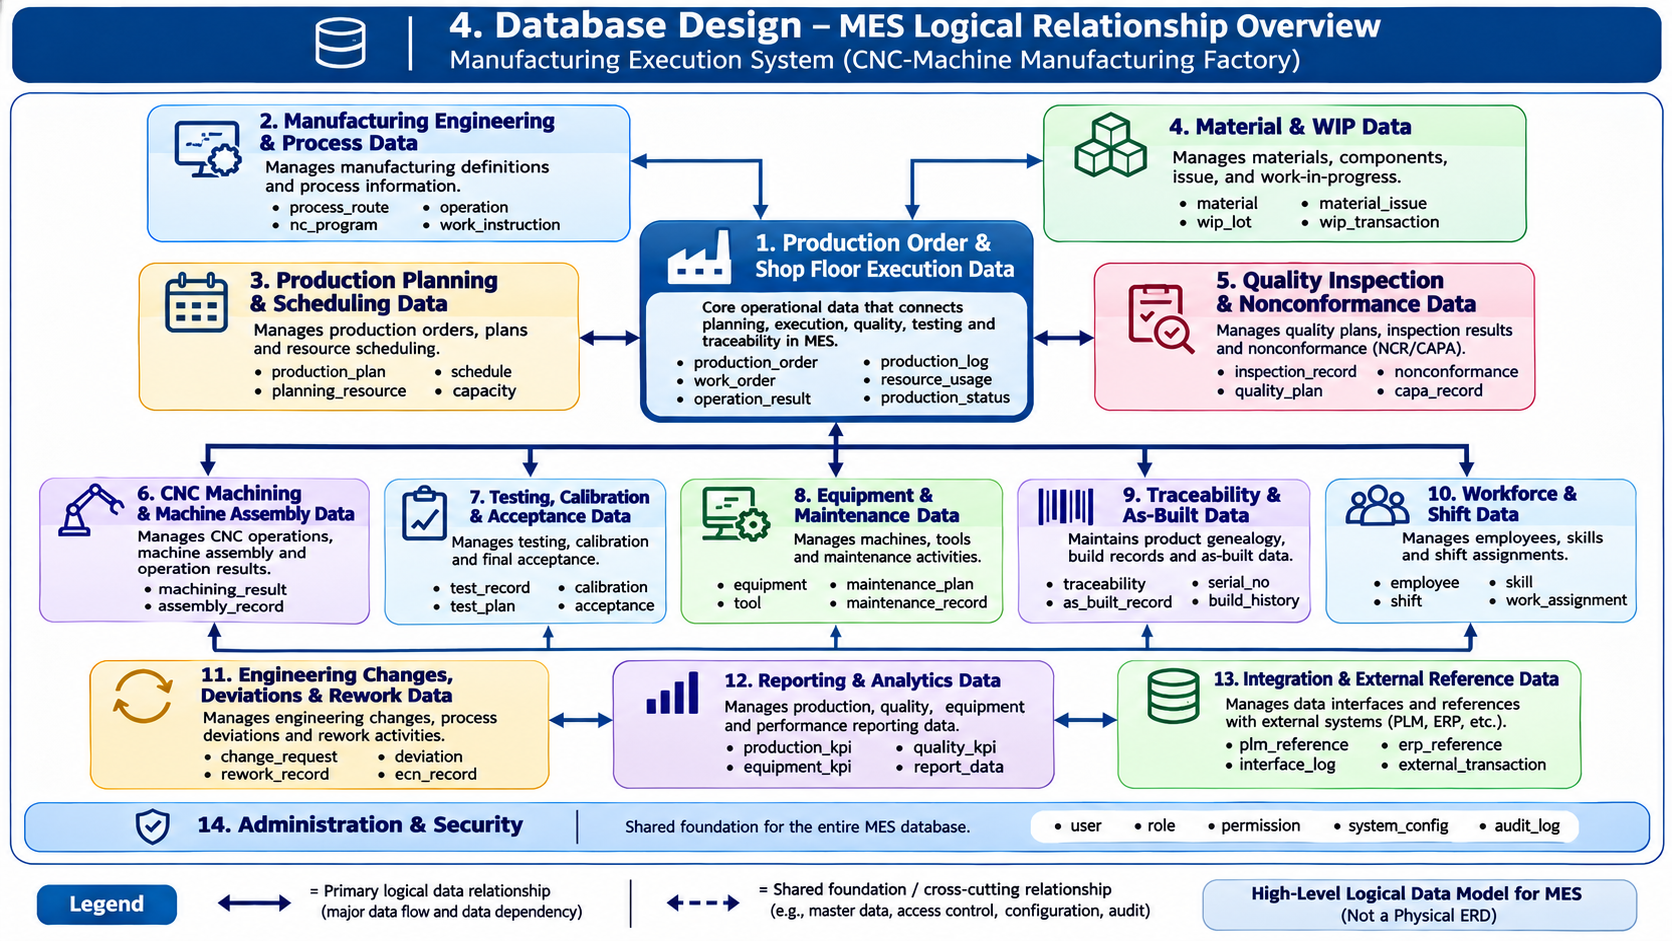 4. Database Design – MES Logical Relationship Overview
Manufacturing Execution System (CNC-Machine Manufacturing Factory)
2. Manufacturing Engineering
& Process Data
Manages manufacturing definitions
and process information.
• process_route • operation
• nc_program • work_instruction
4. Material & WIP Data
Manages materials, components,
issue, and work-in-progress.
• material • material_issue
• wip_lot • wip_transaction
1. Production Order &
Shop Floor Execution Data
Core operational data that connects
planning, execution, quality, testing and
traceability in MES.
• production_order • production_log
• work_order • resource_usage
• operation_result • production_status
3. Production Planning
& Scheduling Data
Manages production orders, plans
and resource scheduling.
• production_plan • schedule
• planning_resource • capacity
5. Quality Inspection
& Nonconformance Data
Manages quality plans, inspection results
and nonconformance (NCR/CAPA).
• inspection_record • nonconformance
• quality_plan • capa_record
6. CNC Machining
& Machine Assembly Data
Manages CNC operations,
machine assembly and
operation results.
• machining_result
• assembly_record
7. Testing, Calibration
& Acceptance Data
Manages testing, calibration
and final acceptance.
• test_record • calibration
• test_plan • acceptance
8. Equipment &
Maintenance Data
Manages machines, tools
and maintenance activities.
• equipment • maintenance_plan
• tool • maintenance_record
9. Traceability &
As-Built Data
Maintains product genealogy,
build records and as-built data.
• traceability • serial_no
• as_built_record • build_history
10. Workforce &
Shift Data
Manages employees, skills
and shift assignments.
• employee • skill
• shift • work_assignment
11. Engineering Changes,
Deviations & Rework Data
Manages engineering changes, process
deviations and rework activities.
• change_request • deviation
• rework_record • ecn_record
12. Reporting & Analytics Data
Manages production, quality, equipment
and performance reporting data.
• production_kpi • quality_kpi
• equipment_kpi • report_data
13. Integration & External Reference Data
Manages data interfaces and references
with external systems (PLM, ERP, etc.).
• plm_reference • erp_reference
• interface_log • external_transaction
14. Administration & Security
Shared foundation for the entire MES database.
• user • role • permission • system_config • audit_log
Legend
= Primary logical data relationship
(major data flow and data dependency)
= Shared foundation / cross-cutting relationship
(e.g., master data, access control, configuration, audit)
High-Level Logical Data Model for MES
(Not a Physical ERD)